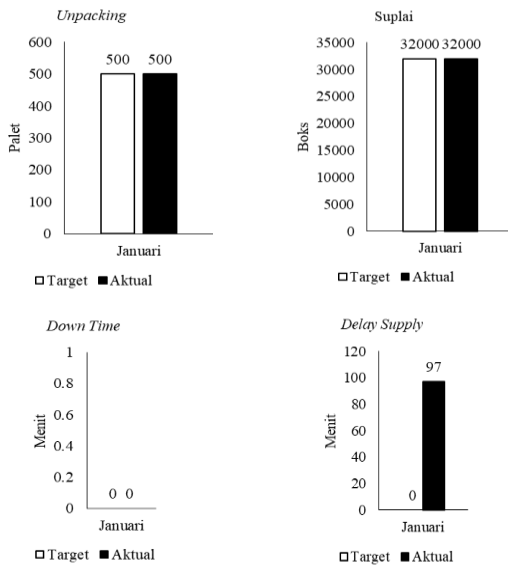 Unpacking
600
500
400
300
200
100
0
Palet
500 500
Januari
Target Aktual
Suplai
35000
30000
25000
20000
15000
10000
5000
0
Boks
32000 32000
Januari
Target Aktual
Down Time
1
0.8
0.6
0.4
0.2
0
Menit
0 0
Januari
Target Aktual
Delay Supply
120
100
80
60
40
20
0
Menit
0
97
Januari
Target Aktual